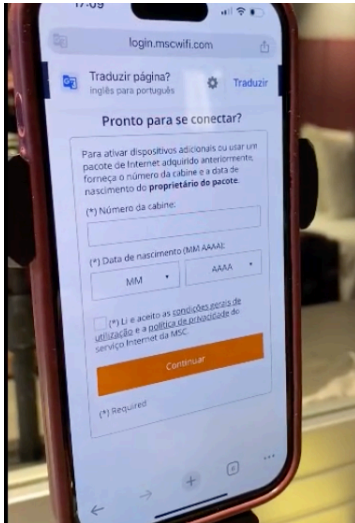 17:09
login.mscwifi.com
Traduzir página?
inglês para português
Traduzir
Pronto para se conectar?
Para ativar dispositivos adicionais ou usar um
pacote de Internet adquirido anteriormente,
forneça o número da cabine e a data de
nascimento do proprietário do pacote.
(*) Número da cabine:
(*) Data de nascimento (MM AAAA):
MM
AAAA
(*) Li e aceito as condições gerais de
utilização e a política de privacidade do
serviço Internet da MSC.
Continuar
(*) Required